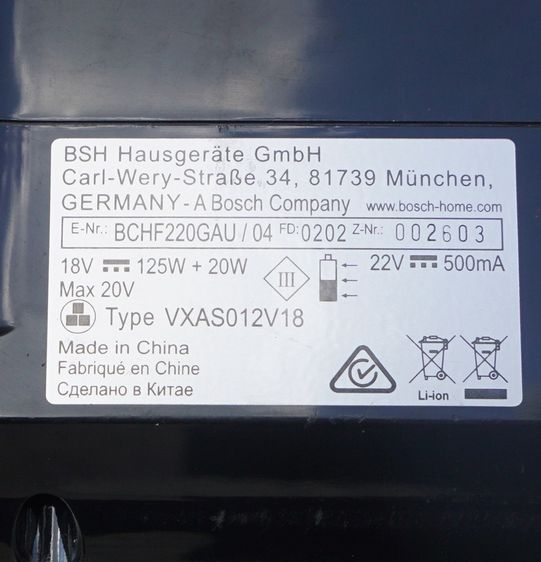 BSH Hausgeräte GmbH
Carl-Wery-Straße 34, 81739 München,
GERMANY - A Bosch Company www.bosch-home.com
E-Nr.: BCHF220GAU / 04 FD: 0202 Z-Nr.: 002603
18V 125W + 20W III 22V 500mA
Max 20V
Type VXAS012V18
Made in China
Fabriqué en Chine
Сделано в Китае
Li-ion